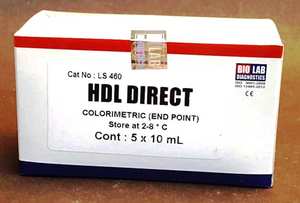 Cat No : LS 460
BIO LAB
DIAGNOSTICS
HDL DIRECT
COLORIMETRIC (END POINT)
Store at 2-8 ° C
Cont : 5 x 10 mL
CE